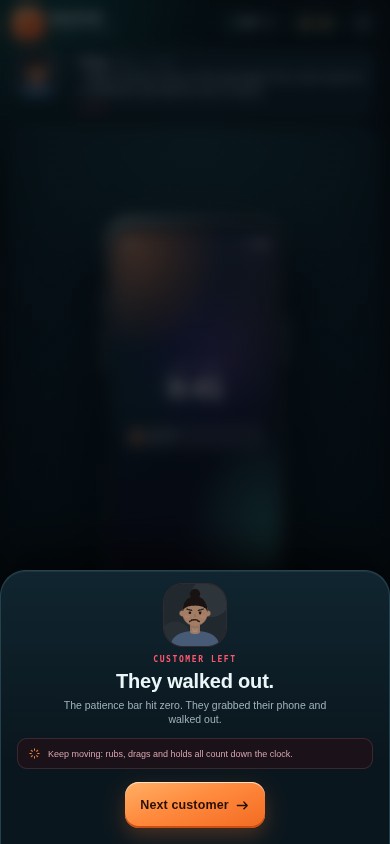 CUSTOMER LEFT
They walked out.
The patience bar hit zero. They grabbed their phone and
walked out.
Keep moving: rubs, drags and holds all count down the clock.
Next customer →